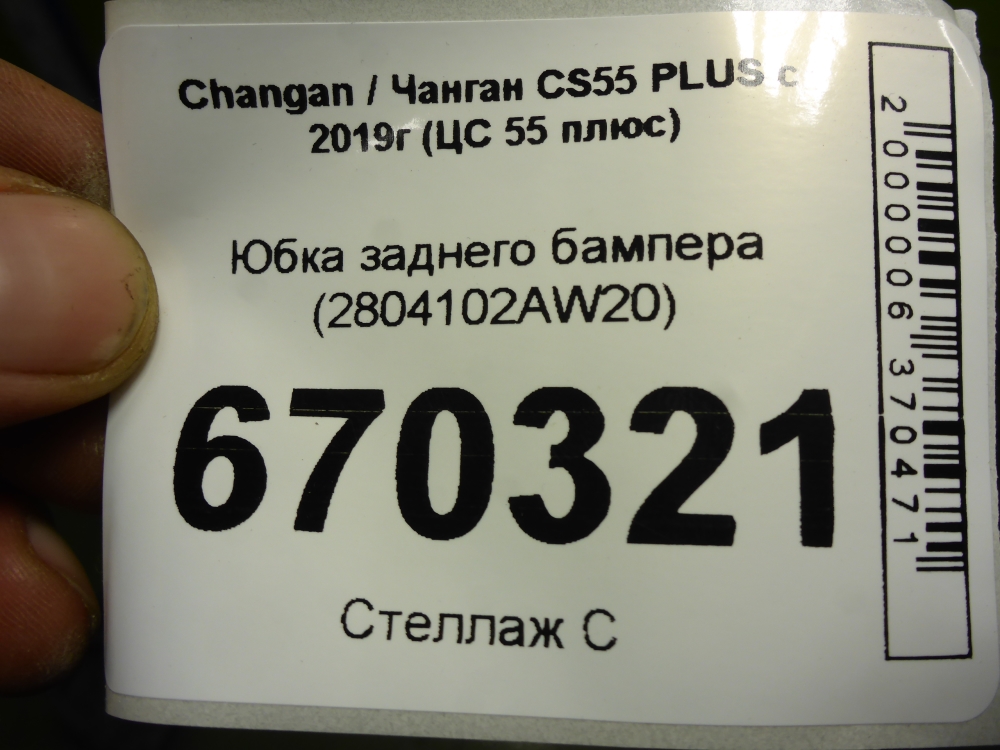 Changan / Чанган CS55 PLUS с
2019г (ЦС 55 плюс)
Юбка заднего бампера
(2804102AW20)
670321
Стеллаж С
2000006370471